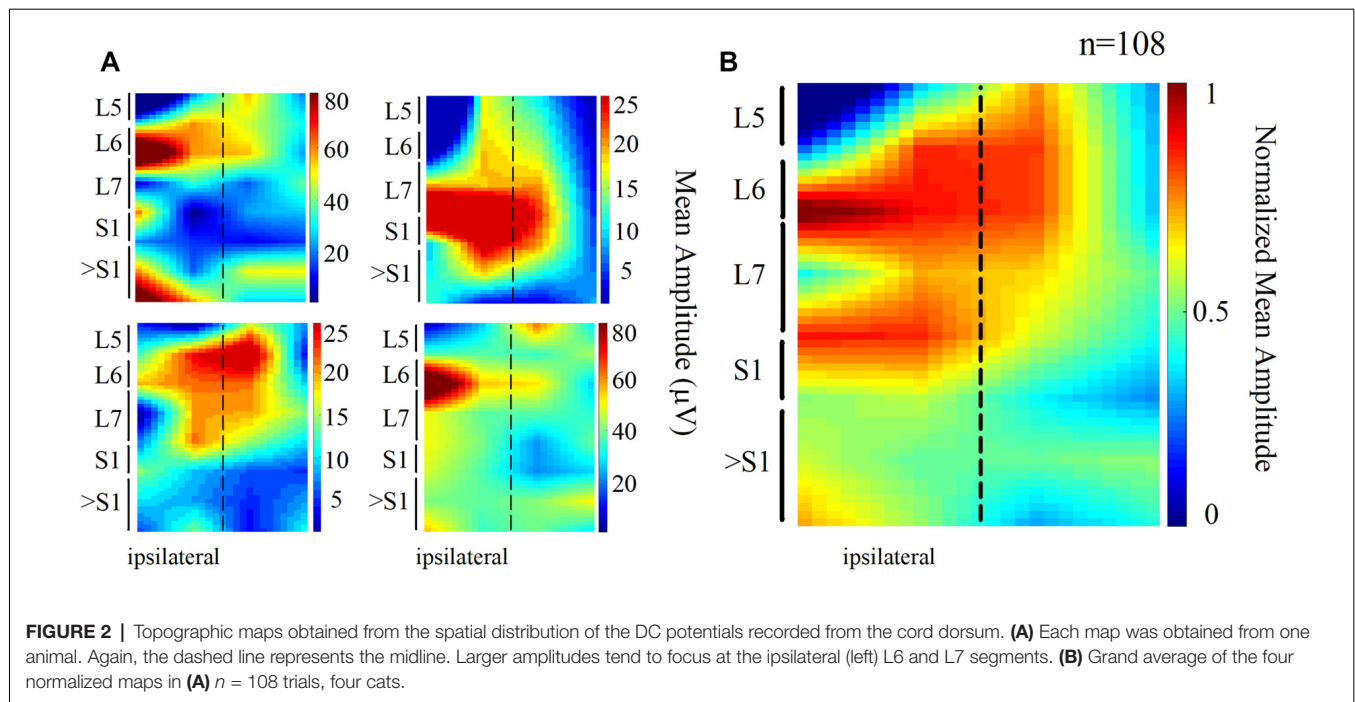 A
L5
L6
L7
S1
>S1
80
60
40
20
L5
L6
L7
S1
>S1
25
20
15
10
5
L5
L6
L7
S1
>S1
25
20
15
10
5
ipsilateral
L5
L6
L7
S1
>S1
80
60
40
20
ipsilateral
Mean Amplitude (μV)
B
n=108
L5
L6
L7
S1
>S1
ipsilateral
1
0.5
0
Normalized Mean Amplitude
FIGURE 2 | Topographic maps obtained from the spatial distribution of the DC potentials recorded from the cord dorsum. (A) Each map was obtained from one
animal. Again, the dashed line represents the midline. Larger amplitudes tend to focus at the ipsilateral (left) L6 and L7 segments. (B) Grand average of the four
normalized maps in (A) n = 108 trials, four cats.